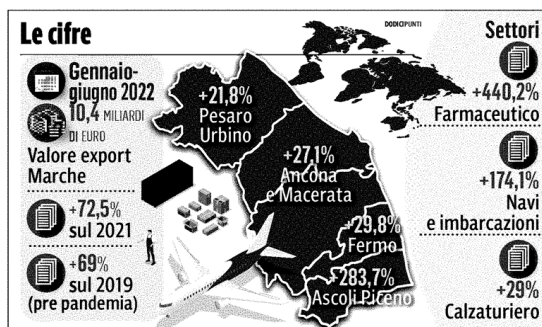 Le cifre
DODICIPUNTI
Gennaio-
giugno 2022
10,4 MILIARDI
DI EURO
Valore export
Marche
+72,5%
sul 2021
+69%
sul 2019
(pre pandemia)
+21,8%
Pesaro
Urbino
+27,1%
Ancona
e Macerata
+29,8%
Fermo
+283,7%
Ascoli Piceno
Settori
+440,2%
Farmaceutico
+174,1%
Navi
e imbarcazioni
+29%
Calzaturiero